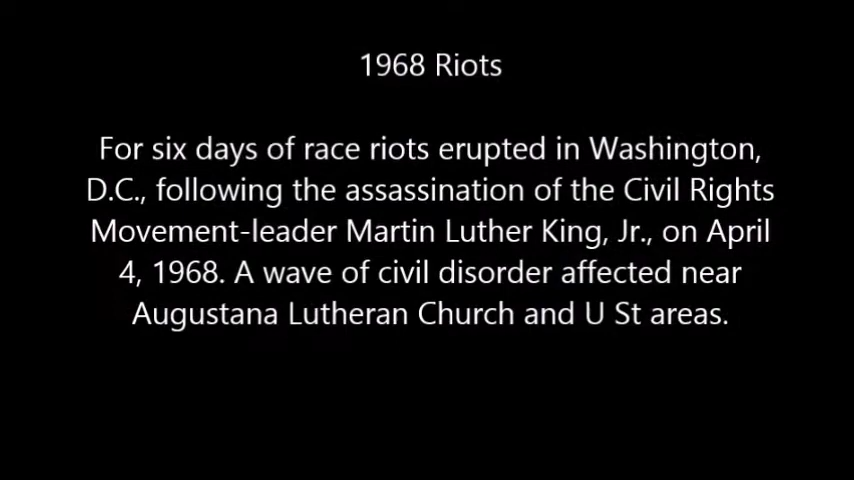 1968 Riots
For six days of race riots erupted in Washington,
D.C., following the assassination of the Civil Rights
Movement-leader Martin Luther King, Jr., on April
4, 1968. A wave of civil disorder affected near
Augustana Lutheran Church and U St areas.